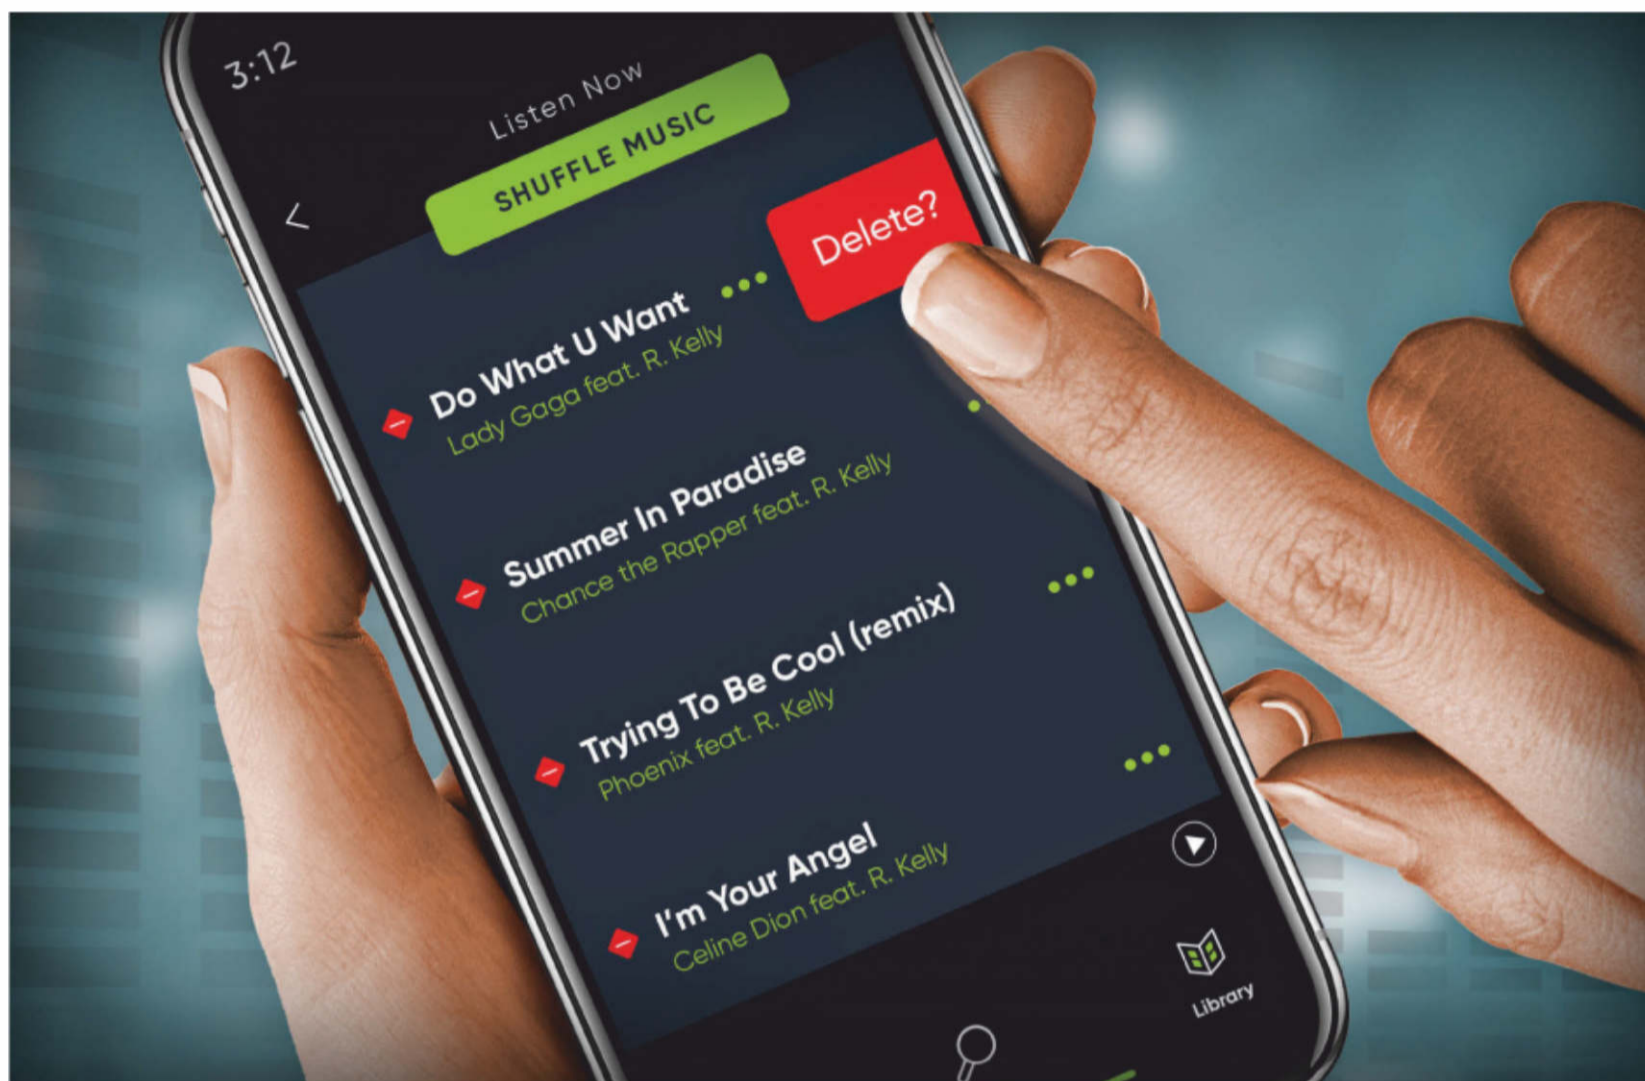 3:12
Listen Now
SHUFFLE MUSIC
Delete?
Do What U Want
Lady Gaga feat. R. Kelly
Summer In Paradise
Chance the Rapper feat. R. Kelly
Trying To Be Cool (remix)
Phoenix feat. R. Kelly
I'm Your Angel
Celine Dion feat. R. Kelly
Library